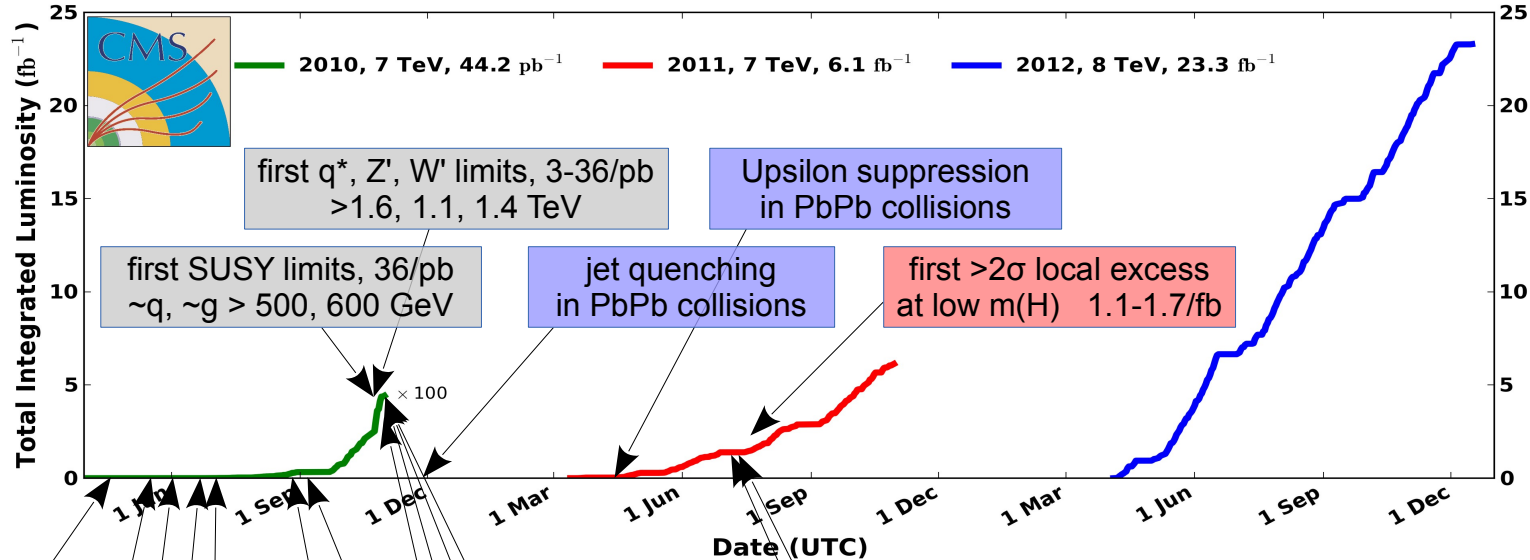 Total Integrated Luminosity (fb⁻¹)
25
20
15
10
5
0
CMS
2010, 7 TeV, 44.2 pb⁻¹
2011, 7 TeV, 6.1 fb⁻¹
2012, 8 TeV, 23.3 fb⁻¹
25
20
15
10
5
0
first q*, Z', W' limits, 3-36/pb
>1.6, 1.1, 1.4 TeV
Upsilon suppression
in PbPb collisions
first SUSY limits, 36/pb
~q, ~g > 500, 600 GeV
jet quenching
in PbPb collisions
first >2σ local excess
at low m(H) 1.1-1.7/fb
× 100
1 Jun
1 Sep
1 Dec
1 Mar
1 Jun
1 Sep
1 Dec
1 Mar
1 Jun
1 Sep
1 Dec
Date (UTC)